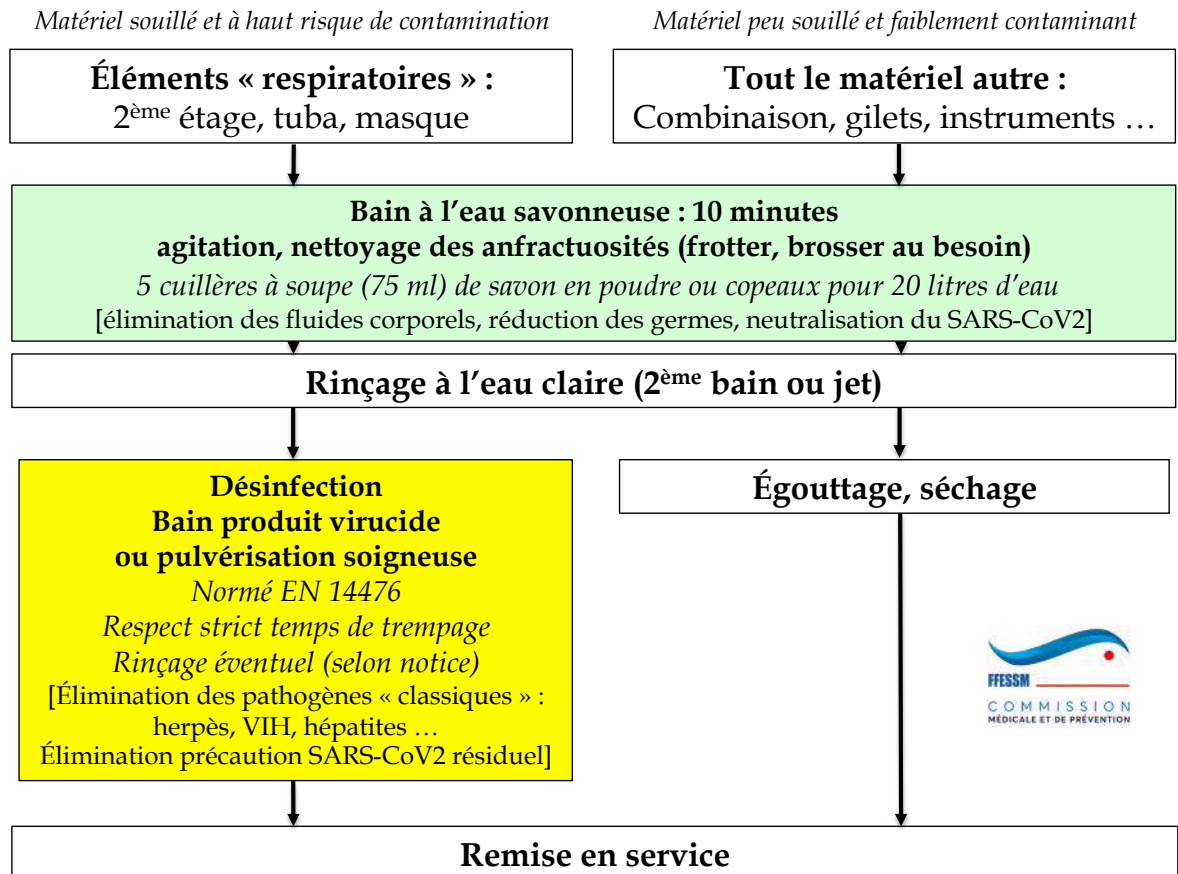 Matériel souillé et à haut risque de contamination
Matériel peu souillé et faiblement contaminant
Éléments « respiratoires » :
2ème étage, tuba, masque
Tout le matériel autre :
Combinaison, gilets, instruments …
Bain à l’eau savonneuse : 10 minutes
agitation, nettoyage des anfractuosités (frotter, brosser au besoin)
5 cuillères à soupe (75 ml) de savon en poudre ou copeaux pour 20 litres d’eau
[élimination des fluides corporels, réduction des germes, neutralisation du SARS-CoV2]
Rinçage à l’eau claire (2ème bain ou jet)
Désinfection
Bain produit virucide
ou pulvérisation soigneuse
Normé EN 14476
Respect strict temps de trempage
Rinçage éventuel (selon notice)
[Élimination des pathogènes « classiques » :
herpès, VIH, hépatites …
Élimination précaution SARS-CoV2 résiduel]
Égouttage, séchage
FFESSM
COMMISSION
MÉDICALE ET DE PRÉVENTION
Remise en service